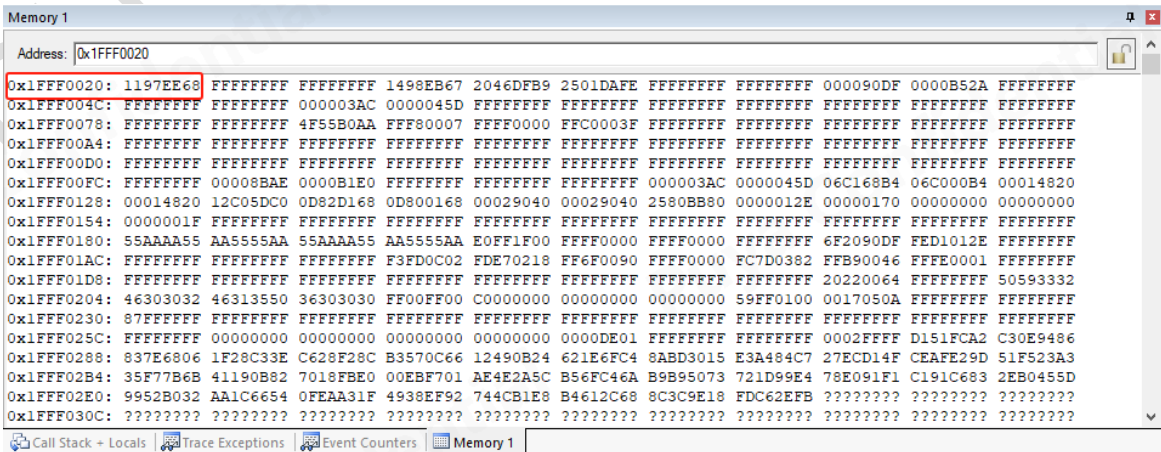 Memory 1
Address: 0x1FFF0020
0x1FFF0020: 1197EE68 FFFFFFFF FFFFFFFF 1498EB67 2046DFB9 2501DAFE FFFFFFFF FFFFFFFF 000090DF 0000B52A FFFFFFFF
0x1FFF004C: FFFFFFFF FFFFFFFF 000003AC 0000045D FFFFFFFF FFFFFFFF FFFFFFFF FFFFFFFF FFFFFFFF FFFFFFFF FFFFFFFF
0x1FFF0078: FFFFFFFF FFFFFFFF 4F55B0AA FFF80007 FFFF0000 FFC0003F FFFFFFFF FFFFFFFF FFFFFFFF FFFFFFFF FFFFFFFF
0x1FFF00A4: FFFFFFFF FFFFFFFF FFFFFFFF FFFFFFFF FFFFFFFF FFFFFFFF FFFFFFFF FFFFFFFF FFFFFFFF FFFFFFFF FFFFFFFF
0x1FFF00D0: FFFFFFFF FFFFFFFF FFFFFFFF FFFFFFFF FFFFFFFF FFFFFFFF FFFFFFFF FFFFFFFF FFFFFFFF FFFFFFFF FFFFFFFF
0x1FFF00FC: FFFFFFFF 00008BAE 0000B1E0 FFFFFFFF FFFFFFFF FFFFFFFF 000003AC 0000045D 06C168B4 06C000B4 00014820
0x1FFF0128: 00014820 12C05DC0 0D82D168 0D800168 00029040 00029040 2580BB80 0000012E 00000170 00000000 00000000
0x1FFF0154: 0000001F FFFFFFFF FFFFFFFF FFFFFFFF FFFFFFFF FFFFFFFF FFFFFFFF FFFFFFFF FFFFFFFF FFFFFFFF FFFFFFFF
0x1FFF0180: 55AAAA55 AA5555AA 55AAAA55 AA5555AA E0FF1F00 FFFF0000 FFFF0000 FFFFFFFF 6F2090DF FED1012E FFFFFFFF
0x1FFF01AC: FFFFFFFF FFFFFFFF FFFFFFFF F3FD0C02 FDE70218 FF6F0090 FFFF0000 FC7D0382 FFB90046 FFFE0001 FFFFFFFF
0x1FFF01D8: FFFFFFFF FFFFFFFF FFFFFFFF FFFFFFFF FFFFFFFF FFFFFFFF FFFFFFFF FFFFFFFF 20220064 FFFFFFFF 50593332
0x1FFF0204: 46303032 46313550 36303030 FF00FF00 C0000000 00000000 00000000 59FF0100 0017050A FFFFFFFF FFFFFFFF
0x1FFF0230: 87FFFFFF FFFFFFFF FFFFFFFF FFFFFFFF FFFFFFFF FFFFFFFF FFFFFFFF FFFFFFFF FFFFFFFF FFFFFFFF FFFFFFFF
0x1FFF025C: FFFFFFFF 00000000 00000000 00000000 00000000 0000DE01 FFFFFFFF FFFFFFFF 0002FFFF D151FCA2 C30E9486
0x1FFF0288: 837E6806 1F28C33E C628F28C B3570C66 12490B24 621E6FC4 8ABD3015 E3A484C7 27ECD14F CEAFE29D 51F523A3
0x1FFF02B4: 35F77B6B 41190B82 7018FBE0 00EBF701 AE4E2A5C B56FC46A B9B95073 721D99E4 78E091F1 C191C683 2EB0455D
0x1FFF02E0: 9952B032 AA1C6654 0FEAA31F 4938EF92 744CB1E8 B4612C68 8C3C9E18 FDC62EFB ???????? ???????? ????????
0x1FFF030C: ???????? ???????? ???????? ???????? ???????? ???????? ???????? ???????? ???????? ???????? ????????
Call Stack + Locals Trace Exceptions Event Counters Memory 1